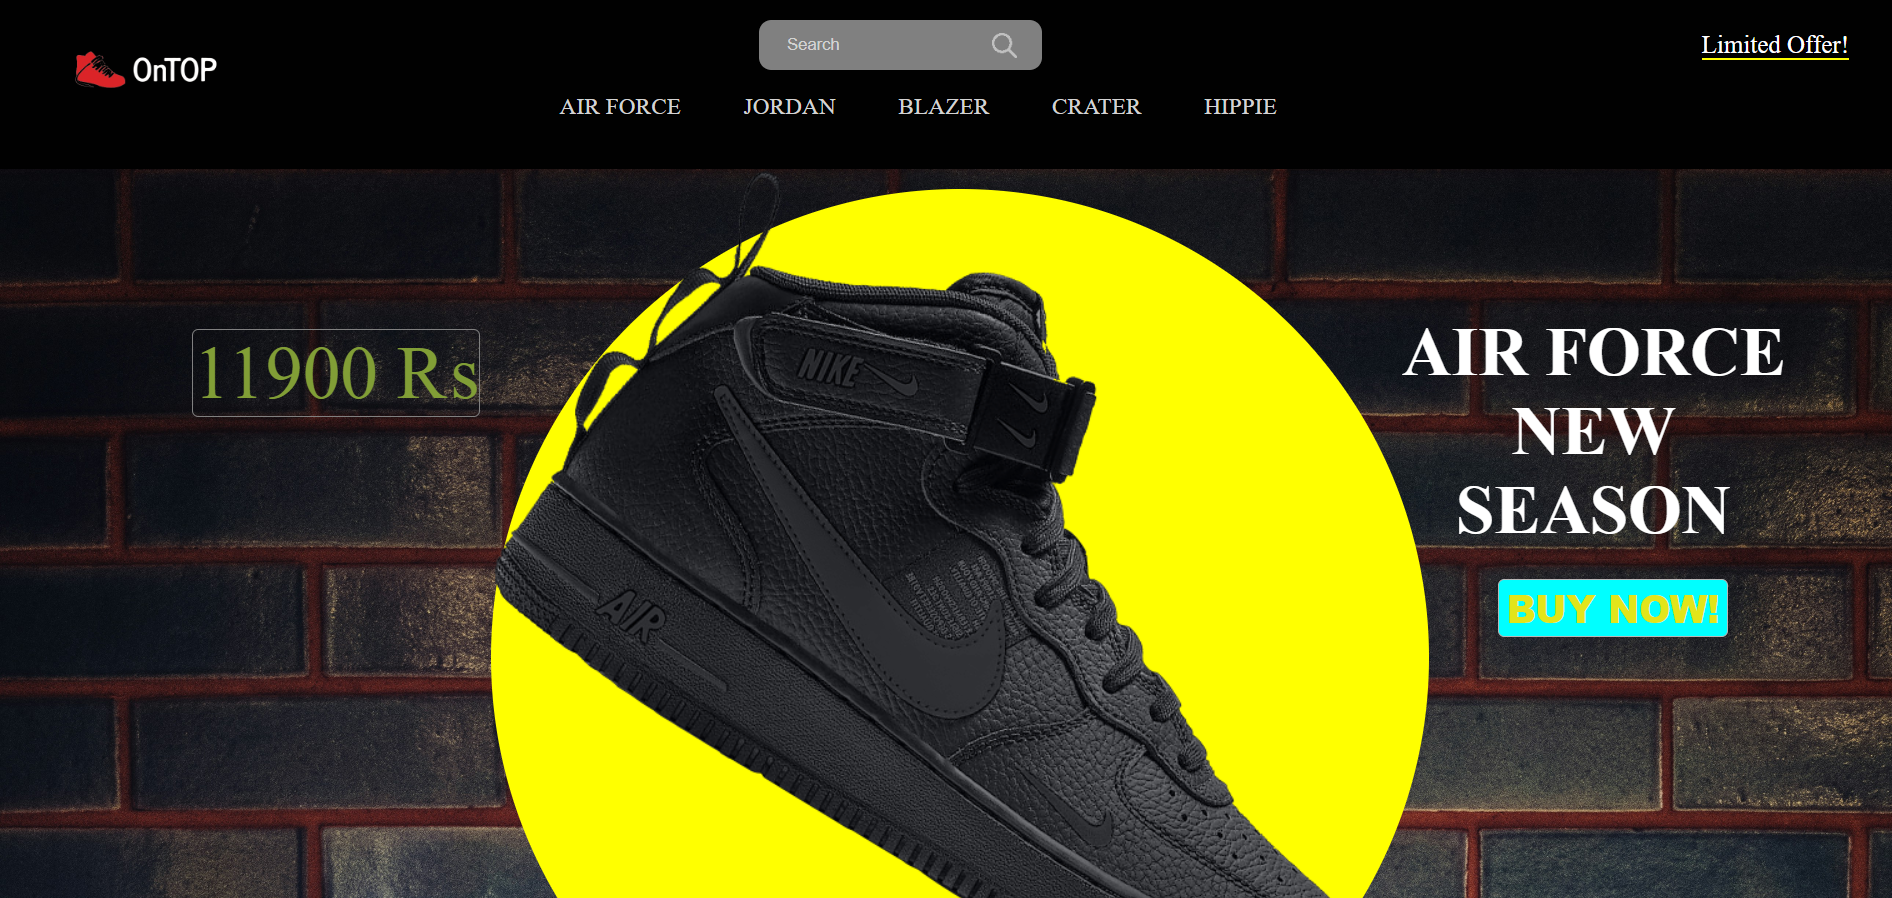 Search
Limited Offer!
OnTOP
AIR FORCE JORDAN BLAZER CRATER HIPPIE
11900 Rs
AIR FORCE
NEW
SEASON
BUY NOW!
NIKE
AIR